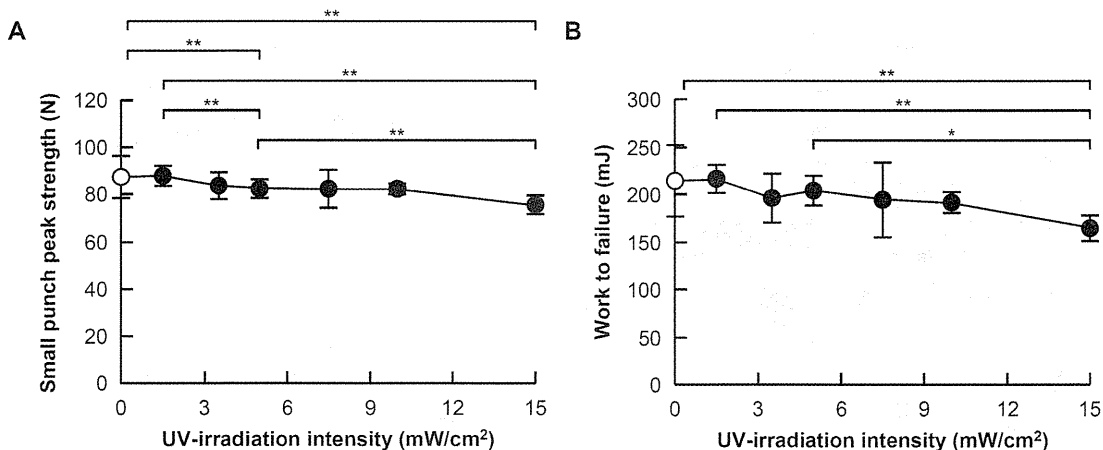 A
**
**
**
**
**
Small punch peak strength (N)
120
100
80
60
40
20
0
0 3 6 9 12 15
UV-irradiation intensity (mW/cm²)
B
**
**
*
Work to failure (mJ)
300
250
200
150
100
50
0
0 3 6 9 12 15
UV-irradiation intensity (mW/cm²)